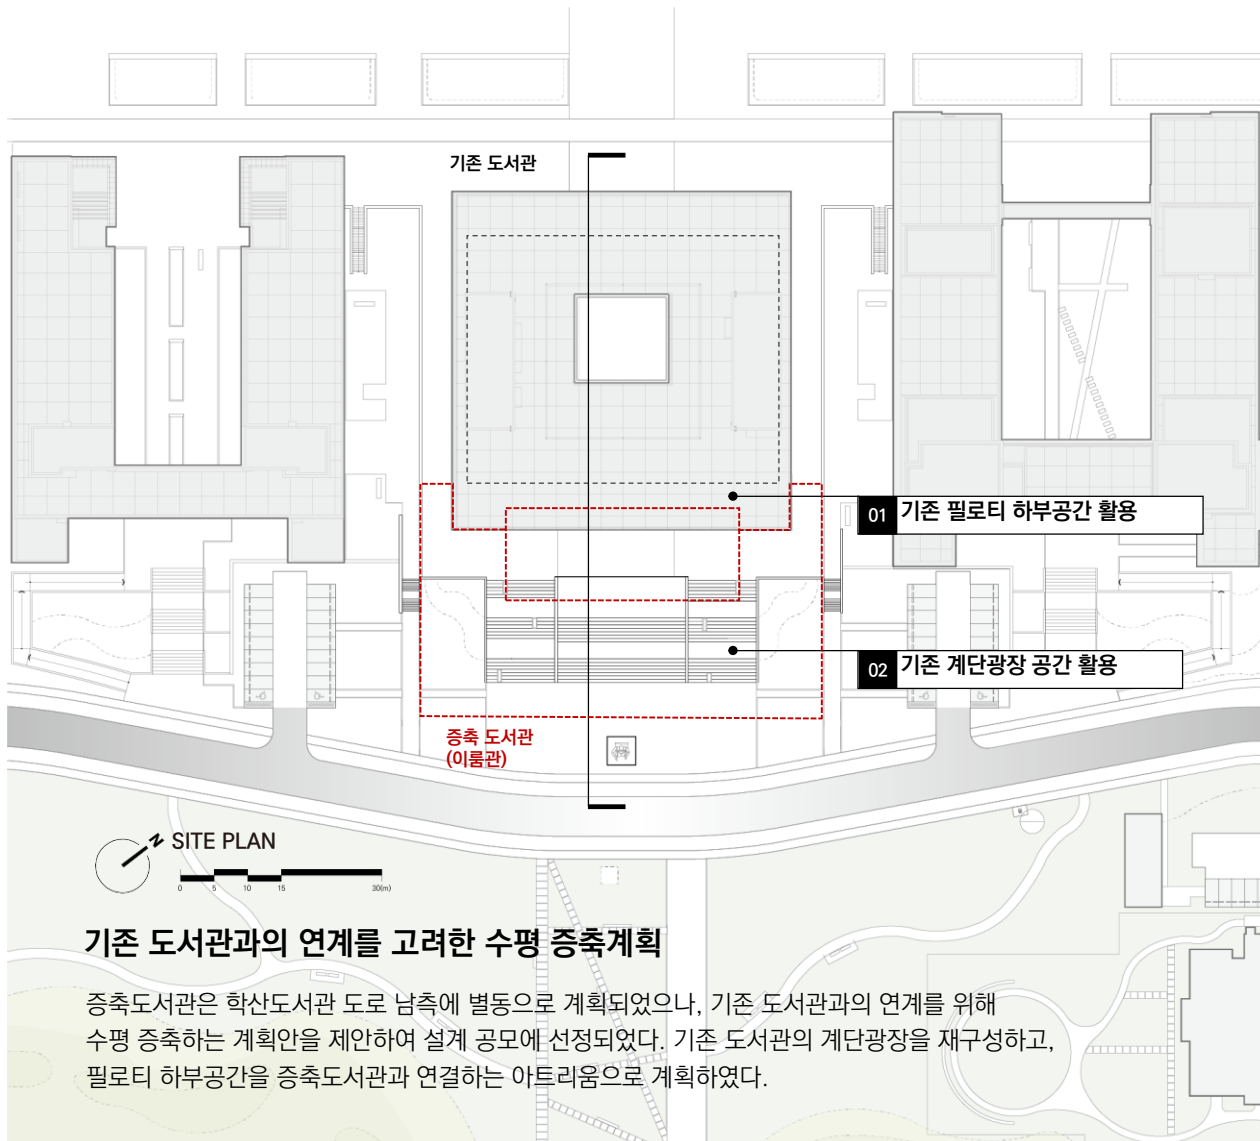 기존 도서관
01 기존 필로티 하부공간 활용
02 기존 계단광장 공간 활용
증축 도서관
(이룸관)
N SITE PLAN
0 5 10 15 30(m)
기존 도서관과의 연계를 고려한 수평 증축계획
증축도서관은 학산도서관 도로 남측에 별동으로 계획되었으나, 기존 도서관과의 연계를 위해
수평 증축하는 계획안을 제안하여 설계 공모에 선정되었다. 기존 도서관의 계단광장을 재구성하고,
필로티 하부공간을 증축도서관과 연결하는 아트리움으로 계획하였다.